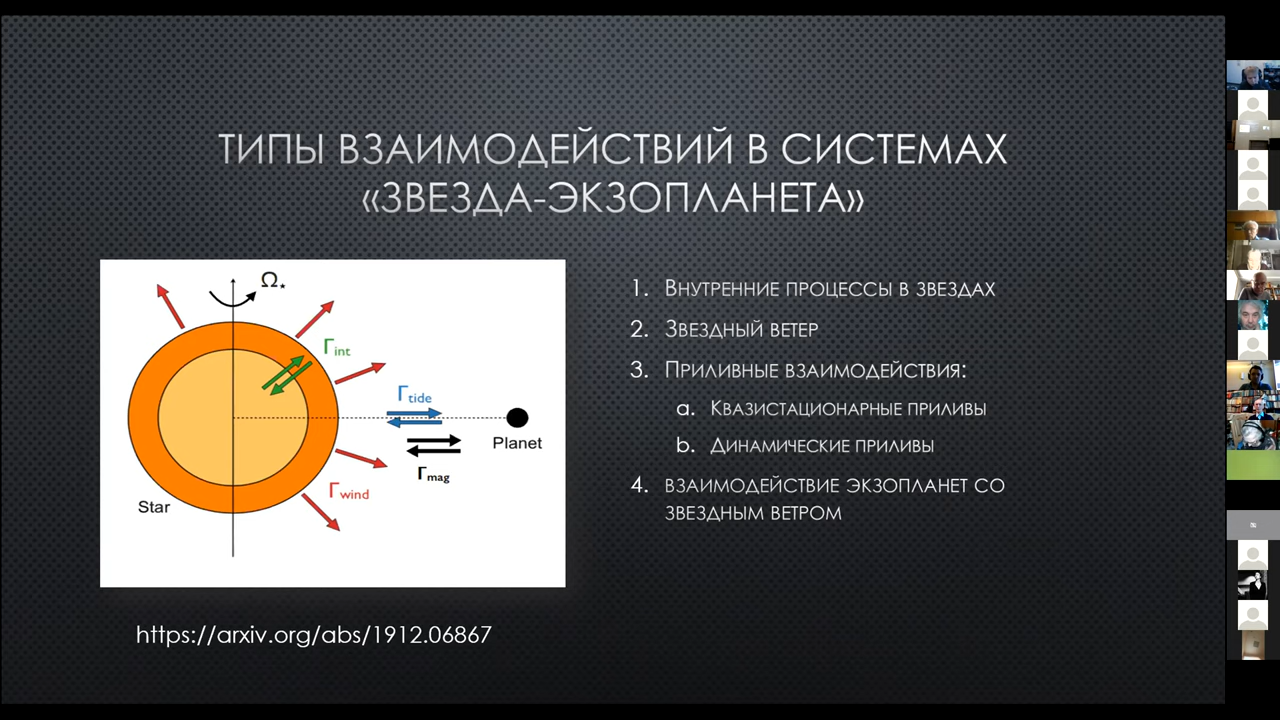 ТИПЫ ВЗАИМОДЕЙСТВИЙ В СИСТЕМАХ
«ЗВЕЗДА-ЭКЗОПЛАНЕТА»
Ω⋆
Γint
Γtide
Planet
Γmag
Γwind
Star
1. Внутренние процессы в звездах
2. Звездный ветер
3. Приливные взаимодействия:
a. Квазистационарные приливы
b. Динамические приливы
4. взаимодействие экзопланет со
звездным ветром
https://arxiv.org/abs/1912.06867